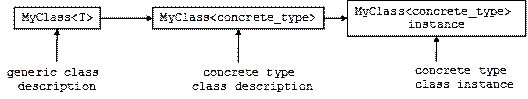 MyClass<T>
MyClass<concrete_type>
MyClass<concrete_type>
instance
generic class
description
concrete type
class description
concrete type
class instance